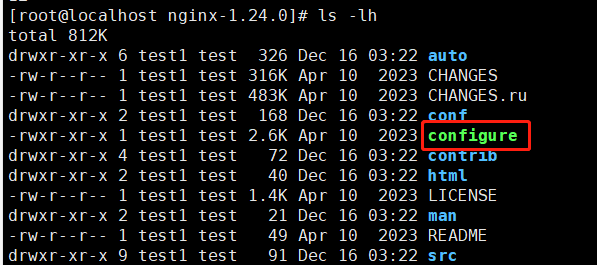 [root@localhost nginx-1.24.0]# ls -lh
total 812K
drwxr-xr-x 6 test1 test  326 Dec 16 03:22 auto
-rw-r--r-- 1 test1 test 316K Apr 10  2023 CHANGES
-rw-r--r-- 1 test1 test 483K Apr 10  2023 CHANGES.ru
drwxr-xr-x 2 test1 test  168 Dec 16 03:22 conf
-rwxr-xr-x 1 test1 test 2.6K Apr 10  2023 configure
drwxr-xr-x 4 test1 test   72 Dec 16 03:22 contrib
drwxr-xr-x 2 test1 test   40 Dec 16 03:22 html
-rw-r--r-- 1 test1 test 1.4K Apr 10  2023 LICENSE
drwxr-xr-x 2 test1 test   21 Dec 16 03:22 man
-rw-r--r-- 1 test1 test   49 Apr 10  2023 README
drwxr-xr-x 9 test1 test   91 Dec 16 03:22 src